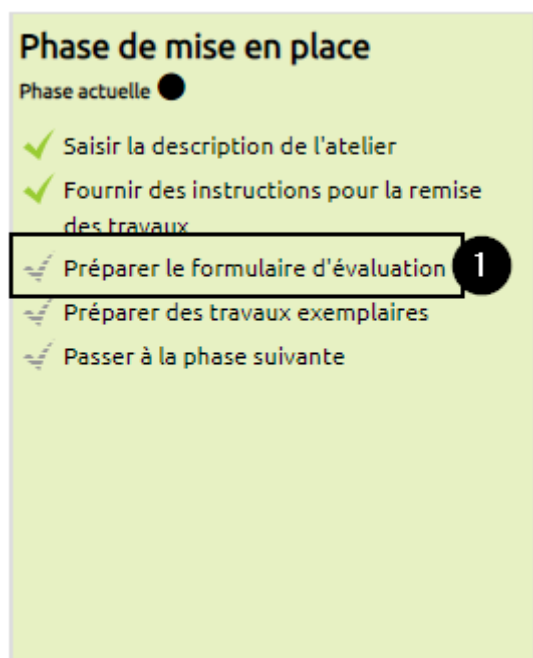 Phase de mise en place
Phase actuelle
Saisir la description de l'atelier
Fournir des instructions pour la remise
des travaux
Préparer le formulaire d'évaluation 1
Préparer des travaux exemplaires
Passer à la phase suivante